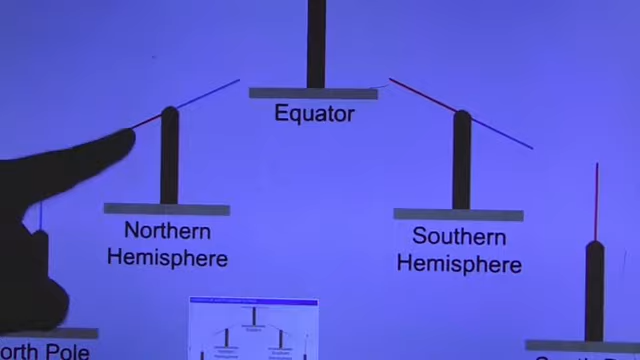 Equator
Northern
Hemisphere
Southern
Hemisphere
orth Pole